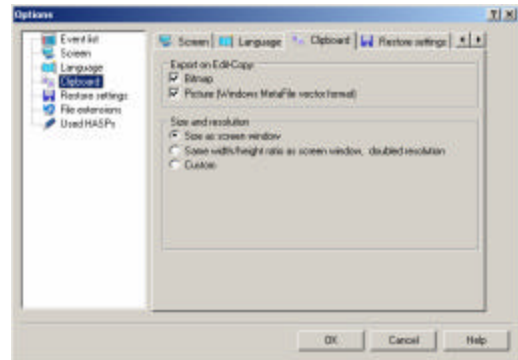 Options
Event list
Screen
Language
Clipboard
Restore settings
File extensions
Used HASPs
Screen
Language
Clipboard
Restore settings
Export on Edit-Copy
Bitmap
Picture (Windows MetaFile vector format)
Size and resolution
Size as screen window
Same width/height ratio as screen window, doubled resolution
Custom
OK
Cancel
Help